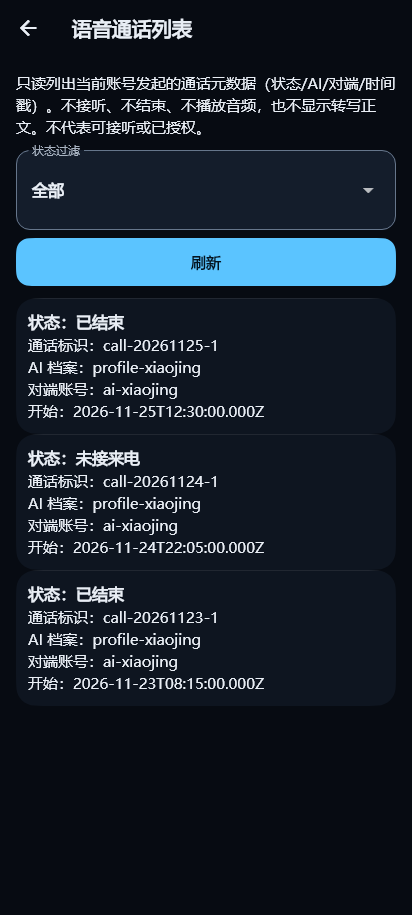 语音通话列表
只读列出当前账号发起的通话元数据（状态/AI/对端/时间
戳）。不接听、不结束、不播放音频，也不显示转写正
文。不代表可接听或已授权。
状态过滤
全部
刷新
状态：已结束
通话标识：call-20261125-1
AI 档案：profile-xiaojing
对端账号：ai-xiaojing
开始：2026-11-25T12:30:00.000Z
状态：未接来电
通话标识：call-20261124-1
AI 档案：profile-xiaojing
对端账号：ai-xiaojing
开始：2026-11-24T22:05:00.000Z
状态：已结束
通话标识：call-20261123-1
AI 档案：profile-xiaojing
对端账号：ai-xiaojing
开始：2026-11-23T08:15:00.000Z